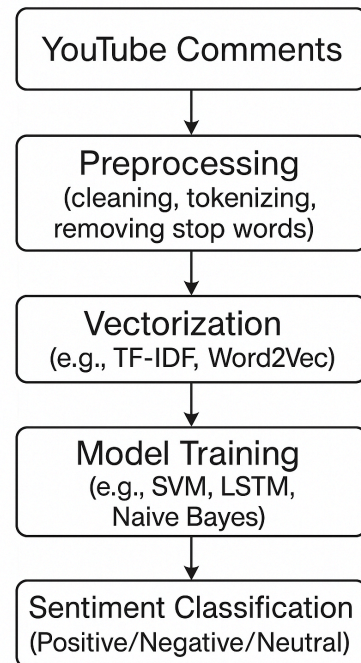 YouTube Comments
Preprocessing
(cleaning, tokenizing,
removing stop words)
Vectorization
(e.g., TF-IDF, Word2Vec)
Model Training
(e.g., SVM, LSTM,
Naive Bayes)
Sentiment Classification
(Positive/Negative/Neutral)